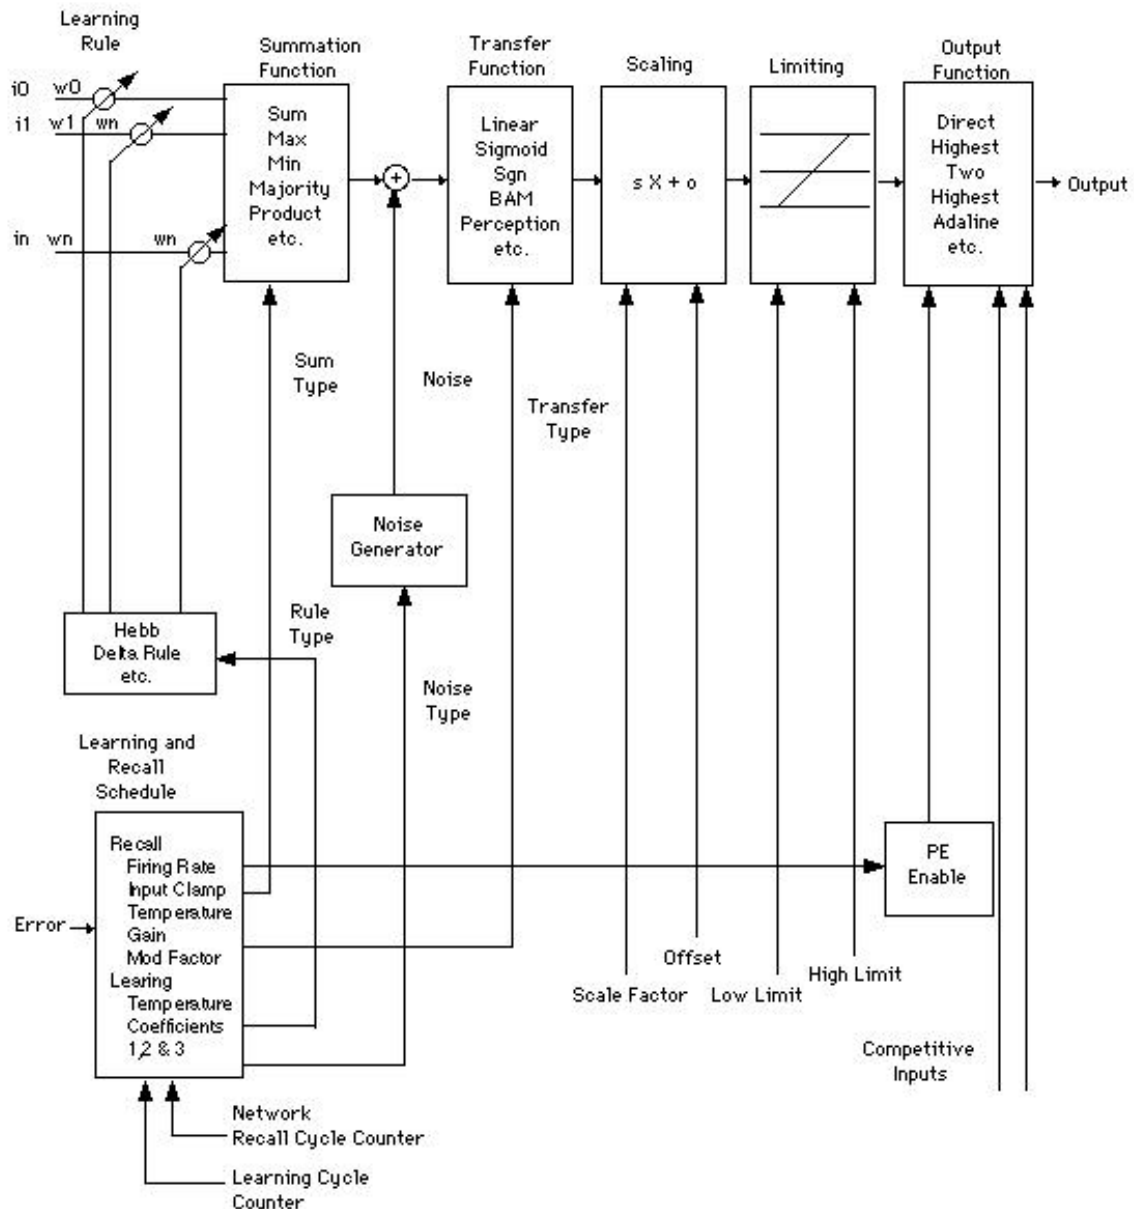 Learning
Rule
Summation
Function
Transfer
Function
Scaling
Limiting
Output
Function
i0 w0
i1 w1 wn
in wn wn
Sum
Max
Min
Majority
Product
etc.
+
Linear
Sigmoid
Sgn
BAM
Perception
etc.
s X + o
Direct
Highest
Two
Highest
Adaline
etc.
Output
Sum
Type
Noise
Transfer
Type
Noise
Generator
Rule
Type
Hebb
Delta Rule
etc.
Noise
Type
Learning and
Recall
Schedule
Recall
Firing Rate
Input Clamp
Temperature
Gain
Mod Factor
Learing
Temperature
Coefficients
1,2 & 3
Error
PE
Enable
Offset
High Limit
Scale Factor
Low Limit
Competitive
Inputs
Network
Recall Cycle Counter
Learning Cycle
Counter